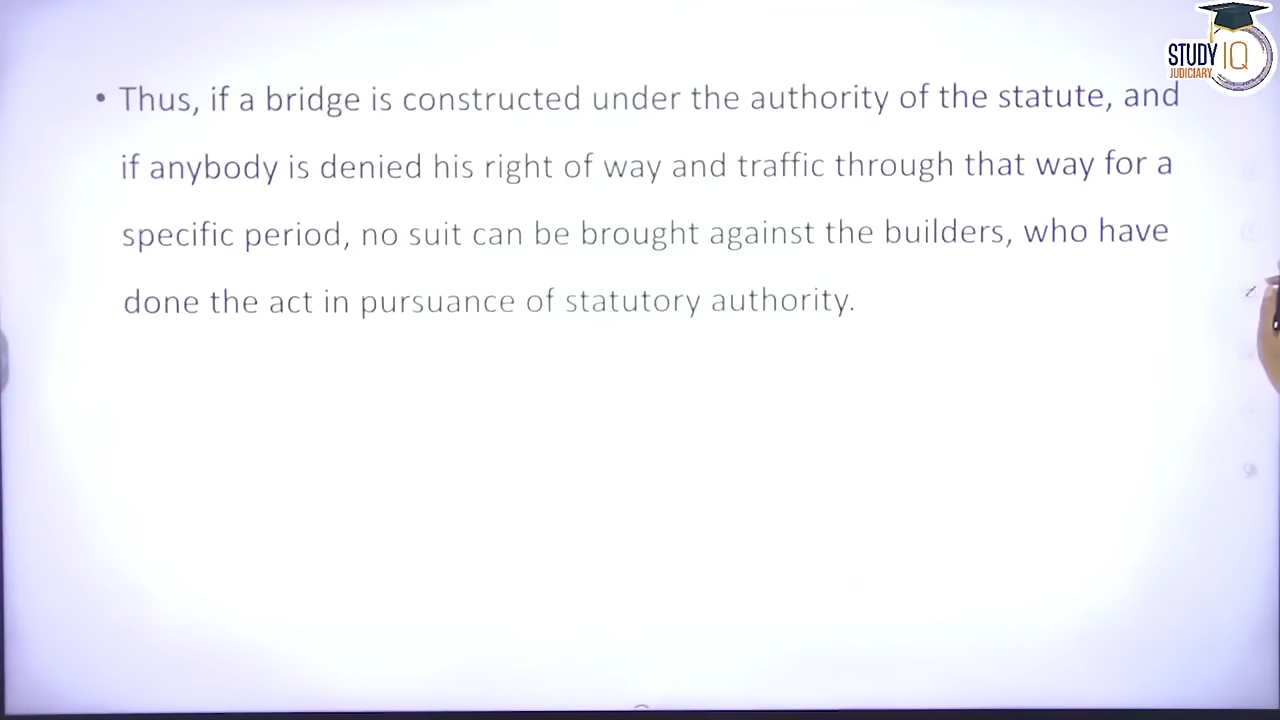 STUDY IQ
JUDICIARY
• Thus, if a bridge is constructed under the authority of the statute, and
if anybody is denied his right of way and traffic through that way for a
specific period, no suit can be brought against the builders, who have
done the act in pursuance of statutory authority.